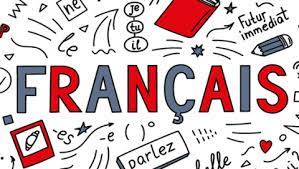 ne
je
tu
il
Futur
immédiat
le
FRANÇAIS
es
-e
( )
parlez
elle